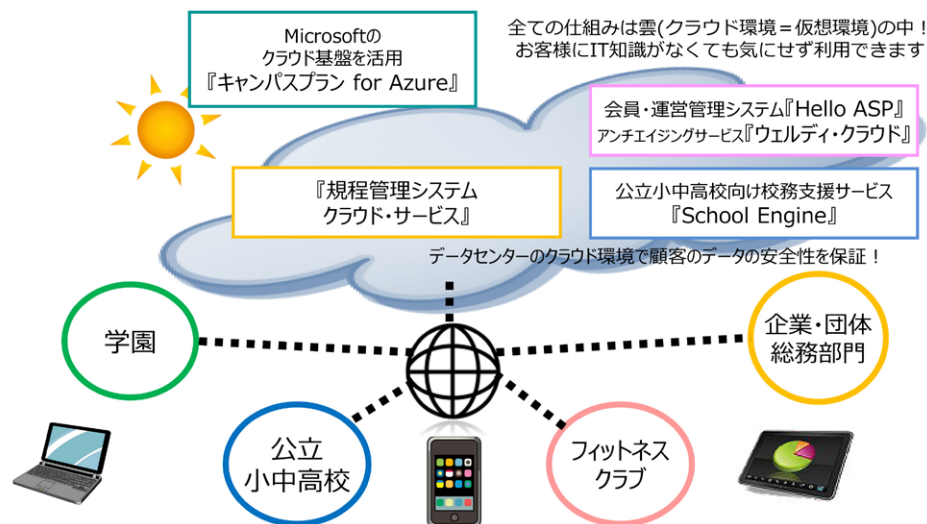 Microsoftの
クラウド基盤を活用
『キャンパスプラン for Azure』
全ての仕組みは雲(クラウド環境＝仮想環境)の中！
お客様にIT知識がなくても気にせず利用できます
会員・運営管理システム『Hello ASP』
アンチエイジングサービス『ウェルディ・クラウド』
『規程管理システム
クラウド・サービス』
公立小中高校向け校務支援サービス
『School Engine』
データセンターのクラウド環境で顧客のデータの安全性を保証！
学園
企業・団体
総務部門
公立
小中高校
フィットネス
クラブ